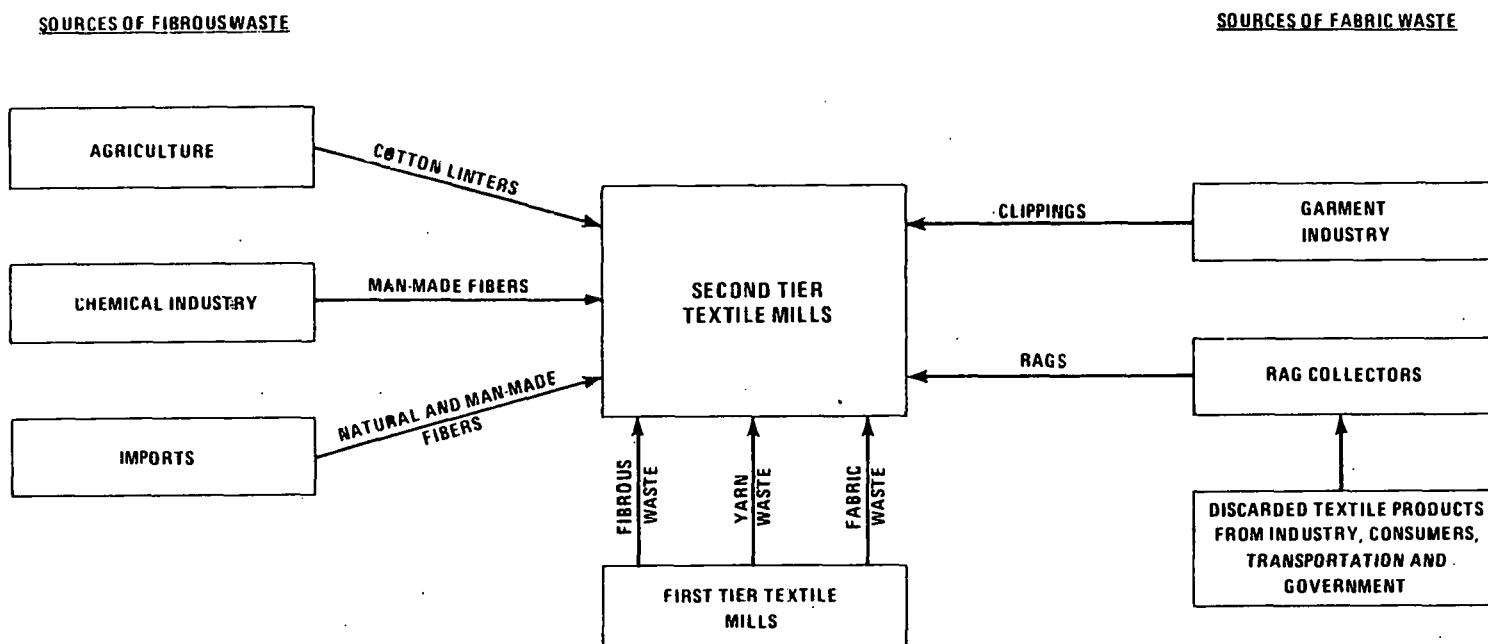 SOURCES OF FIBROUS WASTE
SOURCES OF FABRIC WASTE
AGRICULTURE
COTTON LINTERS
CHEMICAL INDUSTRY
MAN-MADE FIBERS
IMPORTS
NATURAL AND MAN-MADE
FIBERS
SECOND TIER
TEXTILE MILLS
CLIPPINGS
GARMENT
INDUSTRY
RAGS
RAG COLLECTORS
DISCARDED TEXTILE PRODUCTS
FROM INDUSTRY, CONSUMERS,
TRANSPORTATION AND
GOVERNMENT
FIBROUS
WASTE
YARN
WASTE
FABRIC
WASTE
FIRST TIER TEXTILE
MILLS